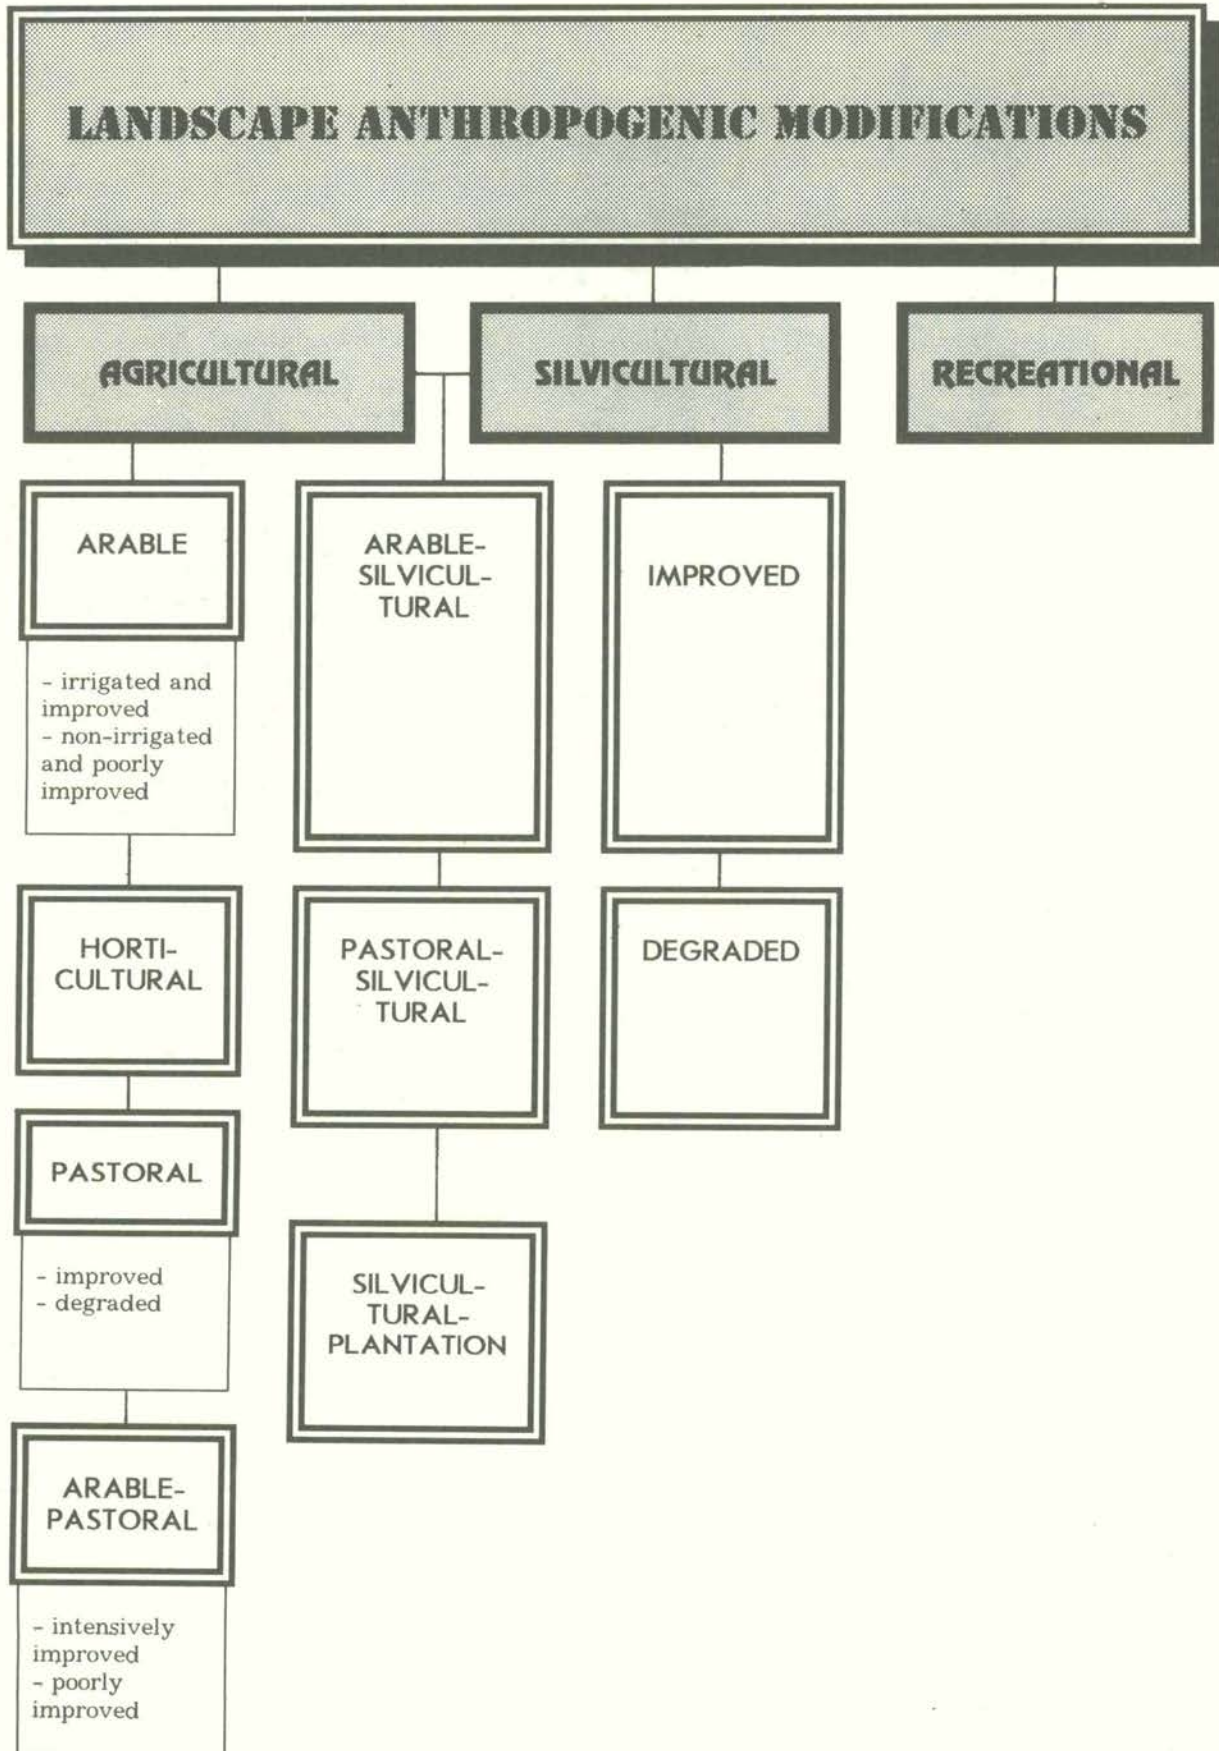 LANDSCAPE ANTHROPOGENIC MODIFICATIONS
AGRICULTURAL
SILVICULTURAL
RECREATIONAL
ARABLE
- irrigated and
improved
- non-irrigated
and poorly
improved
HORTI-
CULTURAL
PASTORAL
- improved
- degraded
ARABLE-
PASTORAL
- intensively
improved
- poorly
improved
ARABLE-
SILVICUL-
TURAL
PASTORAL-
SILVICUL-
TURAL
SILVICUL-
TURAL-
PLANTATION
IMPROVED
DEGRADED